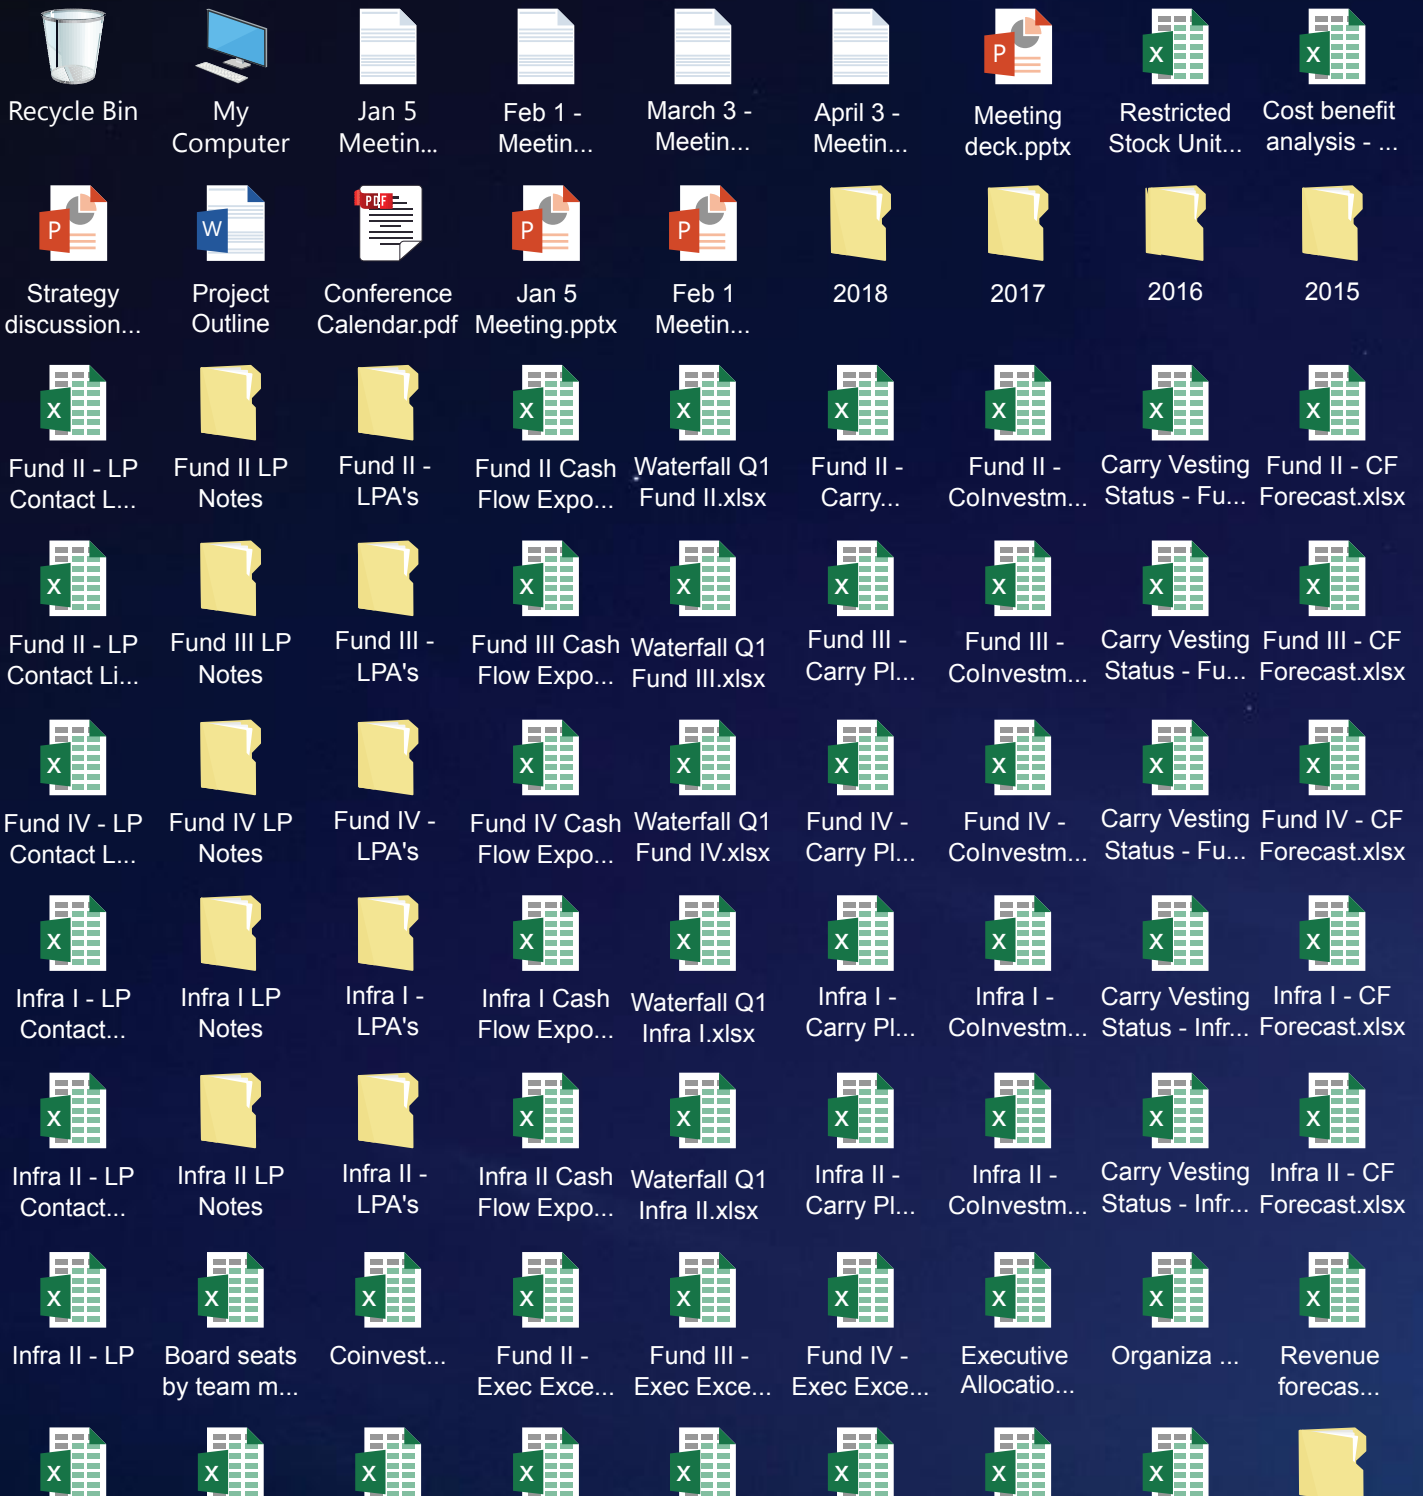 Recycle Bin
My
Computer
Jan 5
Meetin...
Feb 1 -
Meetin...
March 3 -
Meetin...
April 3 -
Meetin...
P
Meeting
deck.pptx
X
Restricted
Stock Unit...
X
Cost benefit
analysis - ...
P
Strategy
discussion...
W
Project
Outline
PDF
Conference
Calendar.pdf
P
Jan 5
Meeting.pptx
P
Feb 1
Meetin...
2018
2017
2016
2015
X
Fund II - LP
Contact L...
Fund II LP
Notes
Fund II -
LPA's
X
Fund II Cash
Flow Expo...
X
Waterfall Q1
Fund II.xlsx
X
Fund II -
Carry...
X
Fund II -
CoInvestm...
X
Carry Vesting
Status - Fu...
X
Fund II - CF
Forecast.xlsx
X
Fund II - LP
Contact Li...
Fund III LP
Notes
Fund III -
LPA's
X
Fund III Cash
Flow Expo...
X
Waterfall Q1
Fund III.xlsx
X
Fund III -
Carry Pl...
X
Fund III -
CoInvestm...
X
Carry Vesting
Status - Fu...
X
Fund III - CF
Forecast.xlsx
X
Fund IV - LP
Contact L...
Fund IV LP
Notes
Fund IV -
LPA's
X
Fund IV Cash
Flow Expo...
X
Waterfall Q1
Fund IV.xlsx
X
Fund IV -
Carry Pl...
X
Fund IV -
CoInvestm...
X
Carry Vesting
Status - Fu...
X
Fund IV - CF
Forecast.xlsx
X
Infra I - LP
Contact...
Infra I LP
Notes
Infra I -
LPA's
X
Infra I Cash
Flow Expo...
X
Waterfall Q1
Infra I.xlsx
X
Infra I -
Carry Pl...
X
Infra I -
CoInvestm...
X
Carry Vesting
Status - Infr...
X
Infra I - CF
Forecast.xlsx
X
Infra II - LP
Contact...
Infra II LP
Notes
Infra II -
LPA's
X
Infra II Cash
Flow Expo...
X
Waterfall Q1
Infra II.xlsx
X
Infra II -
Carry Pl...
X
Infra II -
CoInvestm...
X
Carry Vesting
Status - Infr...
X
Infra II - CF
Forecast.xlsx
X
Infra II - LP
X
Board seats
by team m...
X
Coinvest...
X
Fund II -
Exec Exce...
X
Fund III -
Exec Exce...
X
Fund IV -
Exec Exce...
X
Executive
Allocatio...
X
Organiza ...
X
Revenue
forecas...
X
X
X
X
X
X
X
X